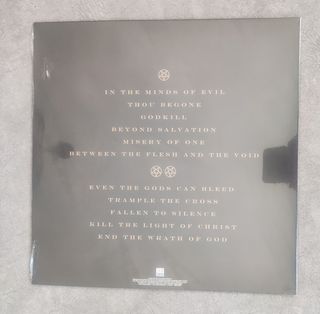 IN THE MINDS OF EVIL
THOU BEGONE
GODKILL
BEYOND SALVATION
MISERY OF ONE
BETWEEN THE FLESH AND THE VOID
EVEN THE GODS CAN BLEED
TRAMPLE THE CROSS
FALLEN TO SILENCE
KILL THE LIGHT OF CHRIST
END THE WRATH OF GOD